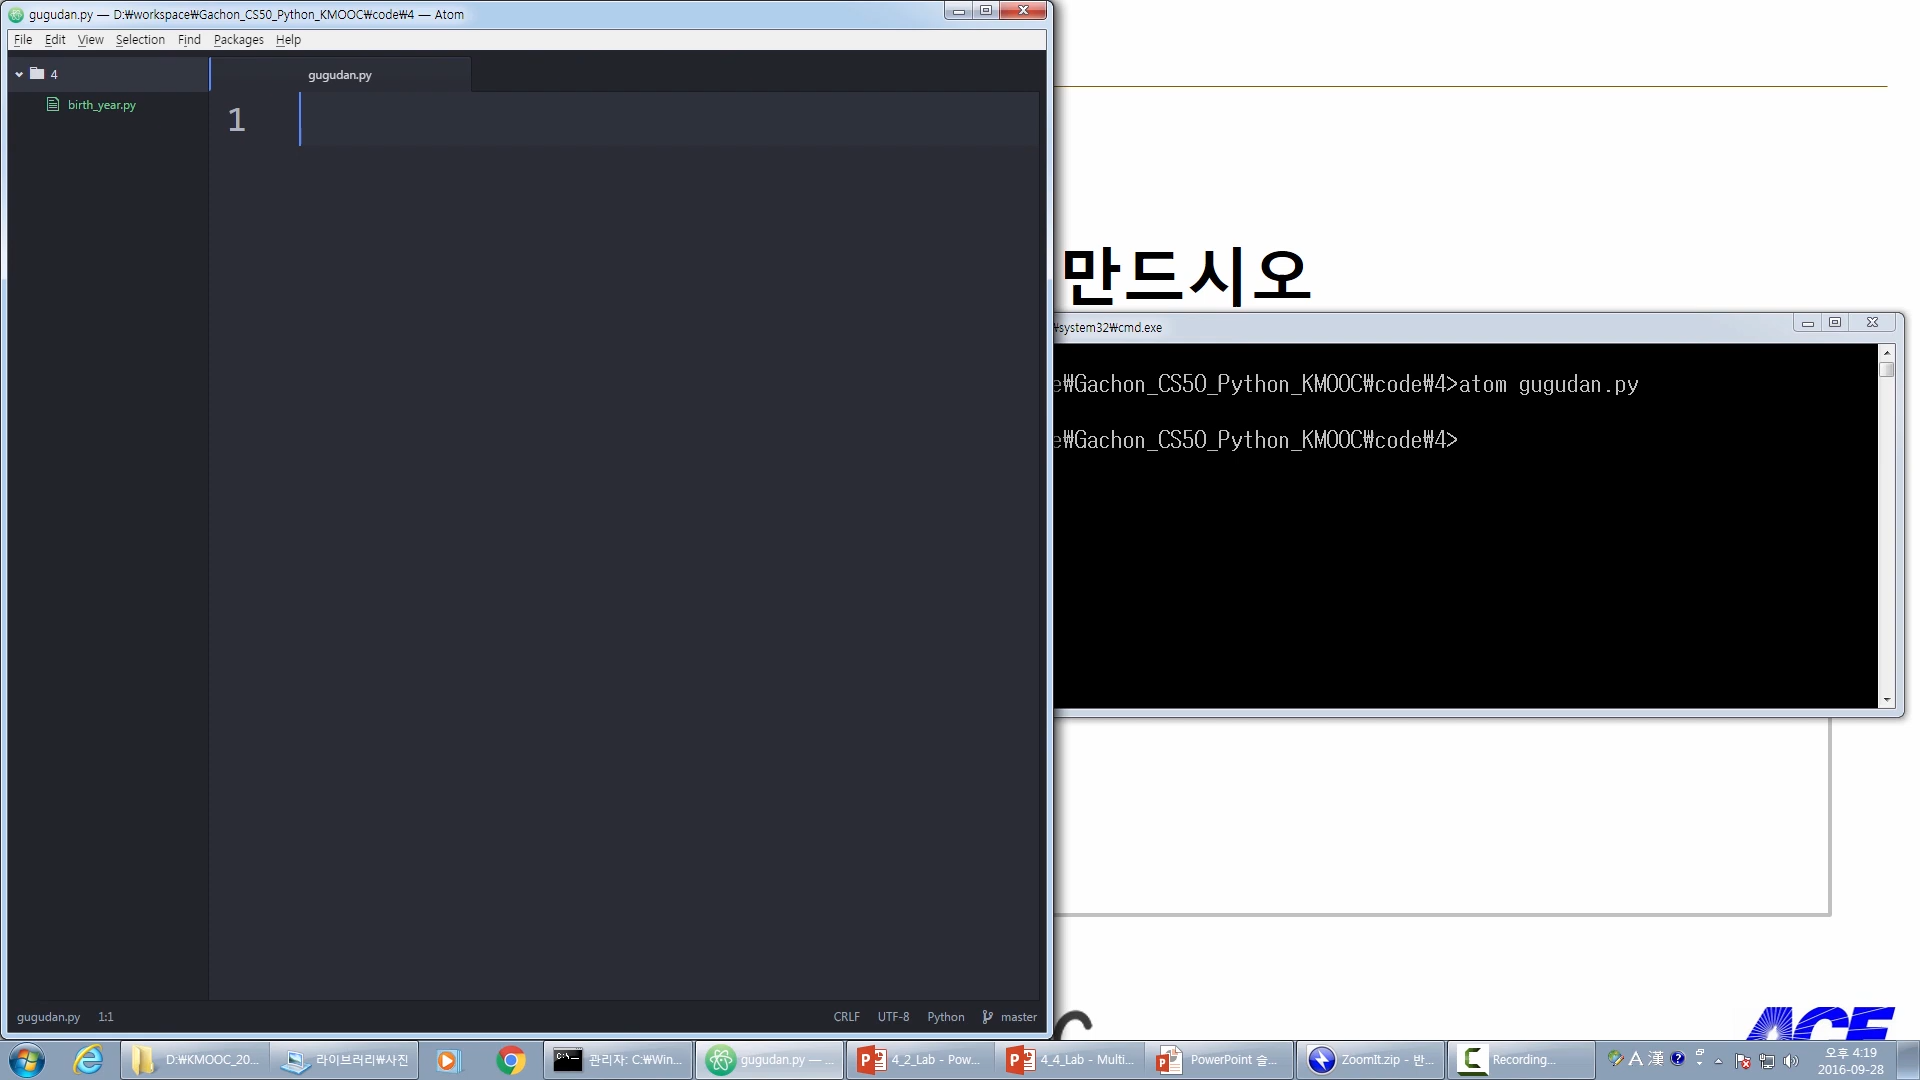 gugudan.py — D:₩workspace₩Gachon_CS50_Python_KMOOC₩code₩4 — Atom
File Edit View Selection Find Packages Help
4
birth_year.py
gugudan.py
1
만드시오
₩system32₩cmd.exe
e₩Gachon_CS50_Python_KMOOC₩code₩4>atom gugudan.py
e₩Gachon_CS50_Python_KMOOC₩code₩4>
gugudan.py 1:1
CRLF UTF-8 Python master
ACE
D:₩KMOOC_20...
라이브러리₩사진
관리자: C:₩Win...
gugudan.py — ...
4_2_Lab - Pow...
4_4_Lab - Multi...
PowerPoint 슬...
ZoomIt.zip - 반...
Recording...
A 漢
오후 4:19
2016-09-28